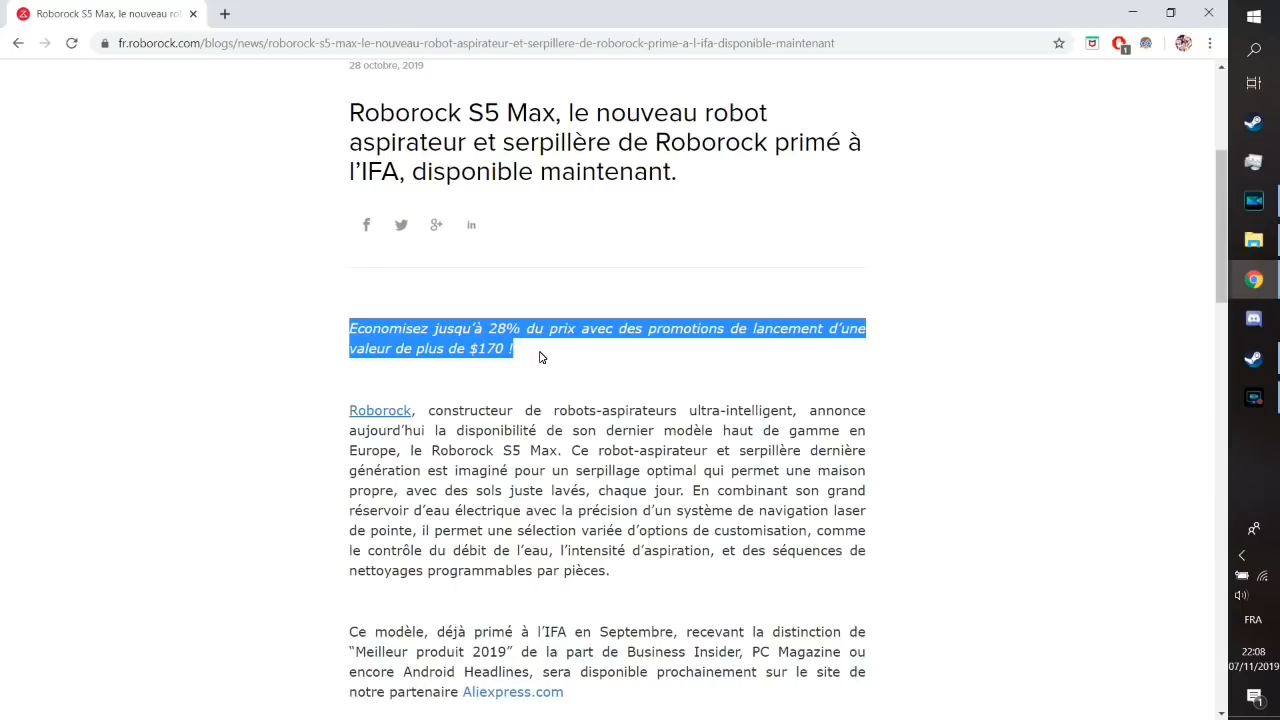 Roborock S5 Max, le nouveau rob
fr.roborock.com/blogs/news/roborock-s5-max-le-nouveau-robot-aspirateur-et-serpillere-de-roborock-prime-a-l-ifa-disponible-maintenant
1
28 octobre, 2019
Roborock S5 Max, le nouveau robot
aspirateur et serpillère de Roborock primé à
l’IFA, disponible maintenant.
Economisez jusqu’à 28% du prix avec des promotions de lancement d’une
valeur de plus de $170 !
Roborock, constructeur de robots-aspirateurs ultra-intelligent, annonce
aujourd’hui la disponibilité de son dernier modèle haut de gamme en
Europe, le Roborock S5 Max. Ce robot-aspirateur et serpillère dernière
génération est imaginé pour un serpillage optimal qui permet une maison
propre, avec des sols juste lavés, chaque jour. En combinant son grand
réservoir d’eau électrique avec la précision d’un système de navigation laser
de pointe, il permet une sélection variée d’options de customisation, comme
le contrôle du débit de l’eau, l’intensité d’aspiration, et des séquences de
nettoyages programmables par pièces.
Ce modèle, déjà primé à l’IFA en Septembre, recevant la distinction de
“Meilleur produit 2019” de la part de Business Insider, PC Magazine ou
encore Android Headlines, sera disponible prochainement sur le site de
notre partenaire Aliexpress.com
FRA
22:08
07/11/2019
1